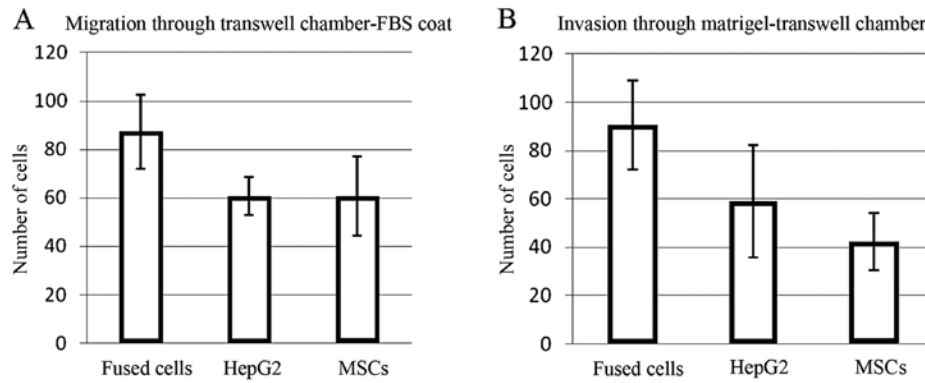 A Migration through transwell chamber-FBS coat
Number of cells
120
100
80
60
40
20
0
Fused cells HepG2 MSCs
B Invasion through matrigel-transwell chamber
Number of cells
120
100
80
60
40
20
0
Fused cells HepG2 MSCs